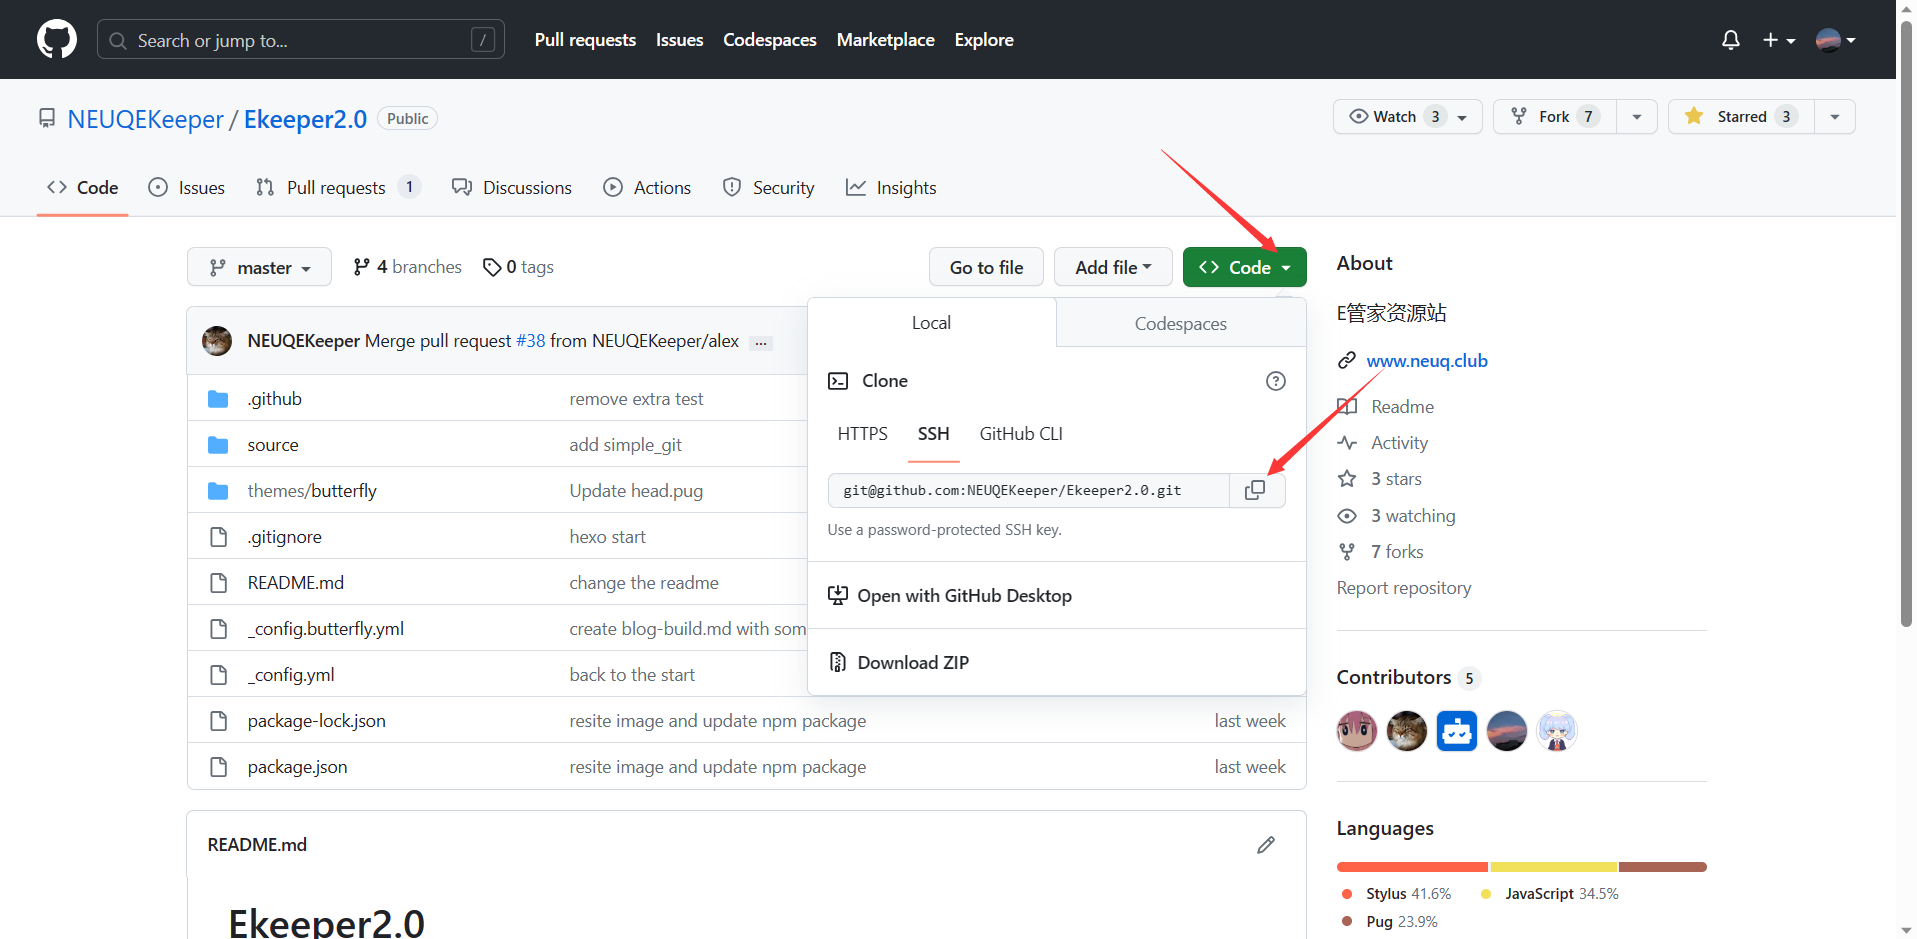 Search or jump to... / Pull requests Issues Codespaces Marketplace Explore
NEUQEKeeper / Ekeeper2.0 Public Watch 3 Fork 7 Starred 3
Code Issues Pull requests 1 Discussions Actions Security Insights
master 4 branches 0 tags Go to file Add file Code
NEUQEKeeper Merge pull request #38 from NEUQEKeeper/alex ...
.github remove extra test
source add simple_git
themes/butterfly Update head.pug
.gitignore hexo start
README.md change the readme
_config.butterfly.yml create blog-build.md with som
_config.yml back to the start
package-lock.json resite image and update npm package last week
package.json resite image and update npm package last week
Local Codespaces
Clone
HTTPS SSH GitHub CLI
git@github.com:NEUQEKeeper/Ekeeper2.0.git
Use a password-protected SSH key.
Open with GitHub Desktop
Download ZIP
README.md
Ekeeper2.0
About
E管家资源站
www.neuq.club
Readme
Activity
3 stars
3 watching
7 forks
Report repository
Contributors 5
Languages
Stylus 41.6% JavaScript 34.5%
Pug 23.9%